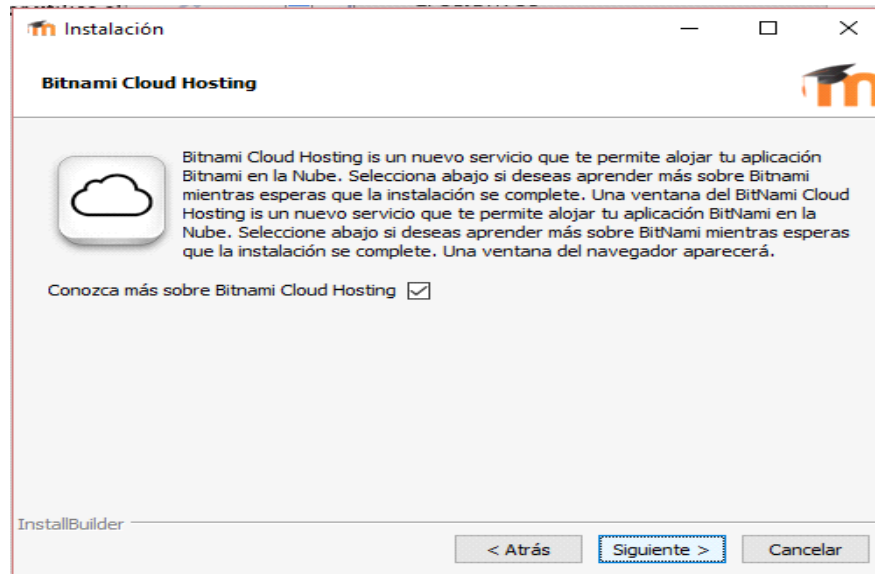 Instalación
Bitnami Cloud Hosting
Bitnami Cloud Hosting is un nuevo servicio que te permite alojar tu aplicación
Bitnami en la Nube. Selecciona abajo si deseas aprender más sobre Bitnami
mientras esperas que la instalación se complete. Una ventana del BitNami Cloud
Hosting is un nuevo servicio que te permite alojar tu aplicación BitNami en la
Nube. Seleccione abajo si deseas aprender más sobre BitNami mientras esperas
que la instalación se complete. Una ventana del navegador aparecerá.
Conozca más sobre Bitnami Cloud Hosting
InstallBuilder
< Atrás
Siguiente >
Cancelar